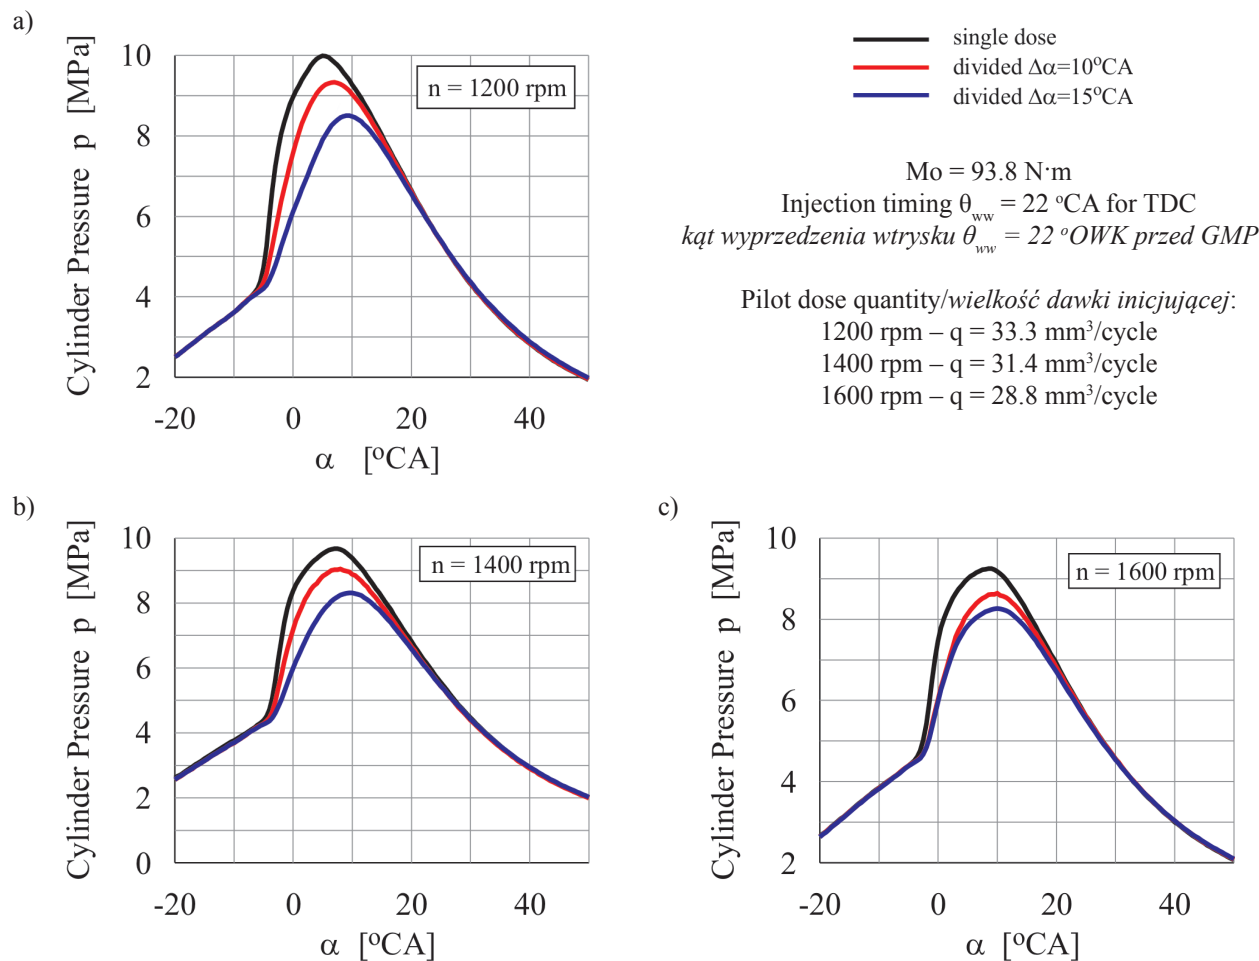 a)
Cylinder Pressure p [MPa]
10
8
6
4
2
-20
0
20
40
α [°CA]
n = 1200 rpm
single dose
divided Δα=10°CA
divided Δα=15°CA
Mo = 93.8 N·m
Injection timing θww = 22 °CA for TDC
kąt wyprzedzenia wtrysku θww = 22 °OWK przed GMP
Pilot dose quantity/wielkość dawki inicjującej:
1200 rpm – q = 33.3 mm³/cycle
1400 rpm – q = 31.4 mm³/cycle
1600 rpm – q = 28.8 mm³/cycle
b)
Cylinder Pressure p [MPa]
10
8
6
4
2
0
-20
0
20
40
α [°CA]
n = 1400 rpm
c)
Cylinder Pressure p [MPa]
10
8
6
4
2
-20
0
20
40
α [°CA]
n = 1600 rpm